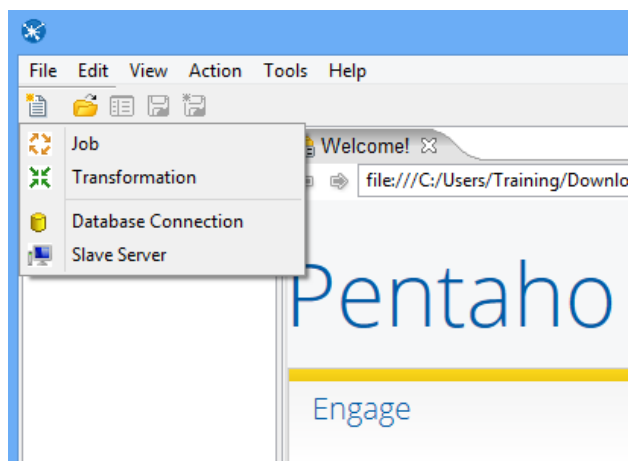 File Edit View Action Tools Help
Job
Transformation
Database Connection
Slave Server
Welcome!
file:///C:/Users/Training/Downlo
Pentaho
Engage